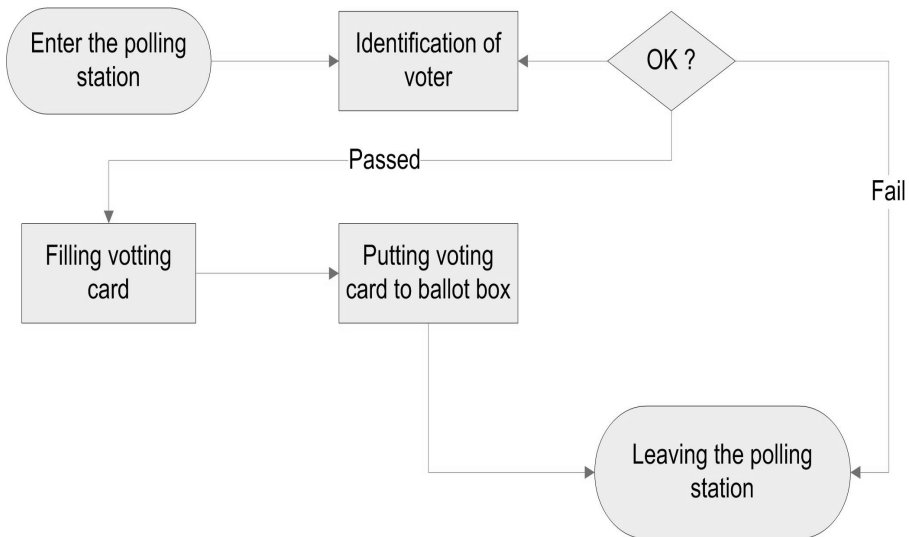 Enter the polling
station
Identification of
voter
OK ?
Passed
Fail
Filling votting
card
Putting voting
card to ballot box
Leaving the polling
station